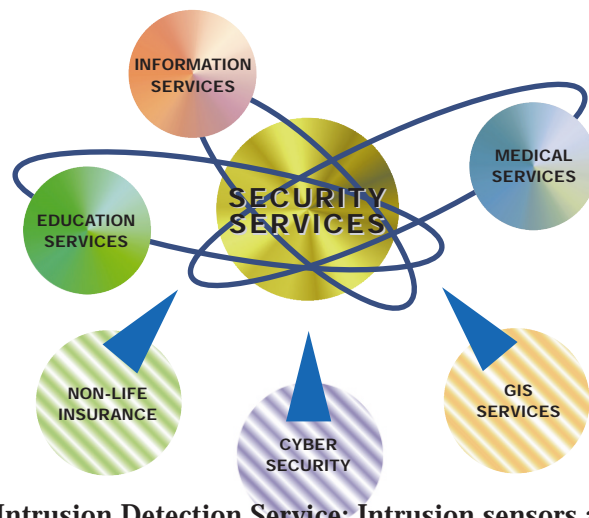 INFORMATION
SERVICES
MEDICAL
SERVICES
SECURITY
SERVICES
EDUCATION
SERVICES
NON-LIFE
INSURANCE
GIS
SERVICES
CYBER
SECURITY
Intrusion Detection Service: Intrusion sensors a